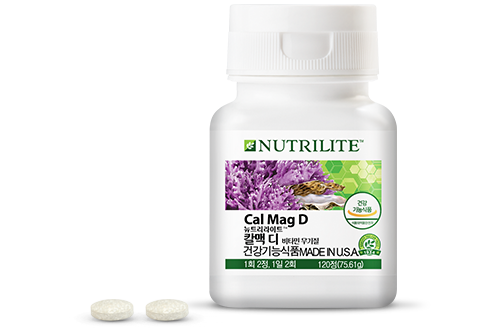 NUTRILITE™
Cal Mag D
뉴트리라이트™
칼맥 디 비타민 무기질
건강기능식품MADE IN U.S.A.
1회 2정, 1일 2회 120정(75.61g)
건강
기능식품